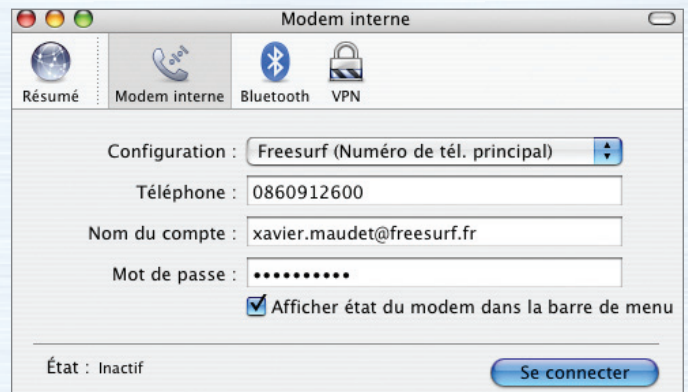 Modem interne
Résumé Modem interne Bluetooth VPN
Configuration : Freesurf (Numéro de tél. principal)
Téléphone : 0860912600
Nom du compte : xavier.maudet@freesurf.fr
Mot de passe : ••••••••••
Afficher état du modem dans la barre de menu
État : Inactif
Se connecter